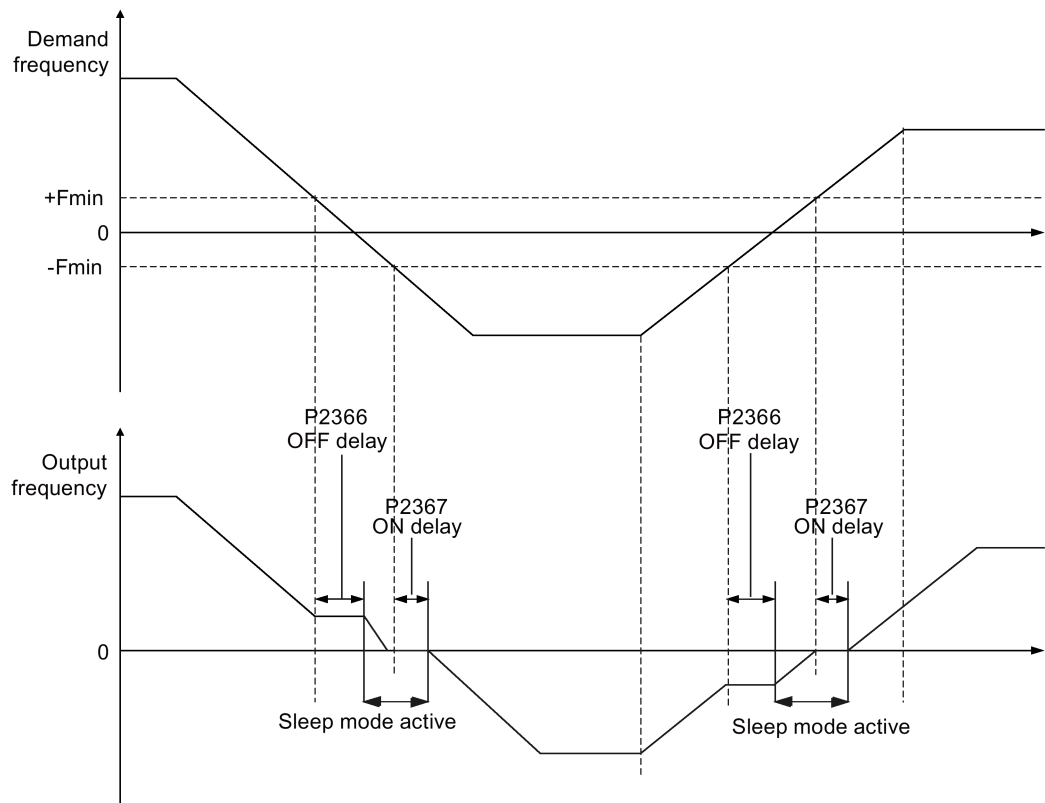 Demand
frequency
+Fmin
0
-Fmin
P2366
OFF delay
P2366
OFF delay
Output
frequency
P2367
ON delay
P2367
ON delay
0
Sleep mode active
Sleep mode active